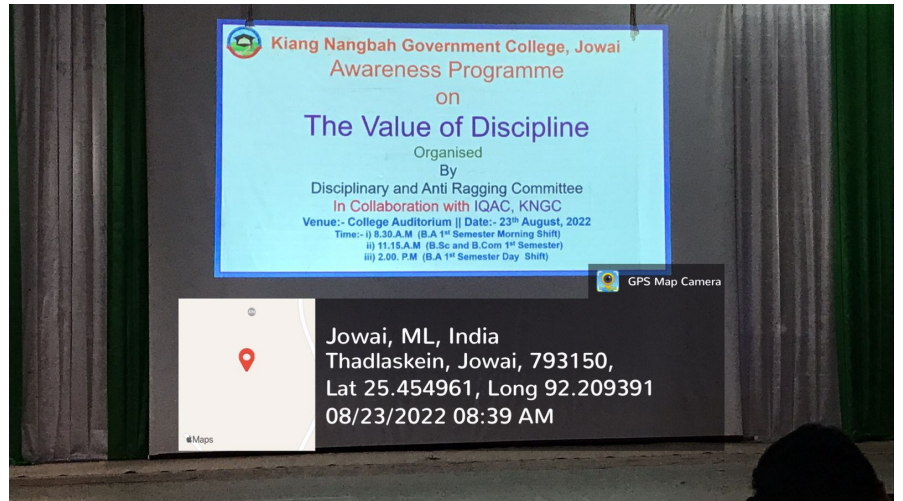 Kiang Nangbah Government College, Jowai
Awareness Programme
on
The Value of Discipline
Organised
By
Disciplinary and Anti Ragging Committee
In Collaboration with IQAC, KNGC
Venue:- College Auditorium || Date:- 23th August, 2022
Time:- i) 8.30.A.M (B.A 1st Semester Morning Shift)
ii) 11.15.A.M (B.Sc and B.Com 1st Semester)
iii) 2.00. P.M (B.A 1st Semester Day Shift)
GPS Map Camera
Jowai, ML, India
Thadlaskein, Jowai, 793150,
Lat 25.454961, Long 92.209391
08/23/2022 08:39 AM
Maps